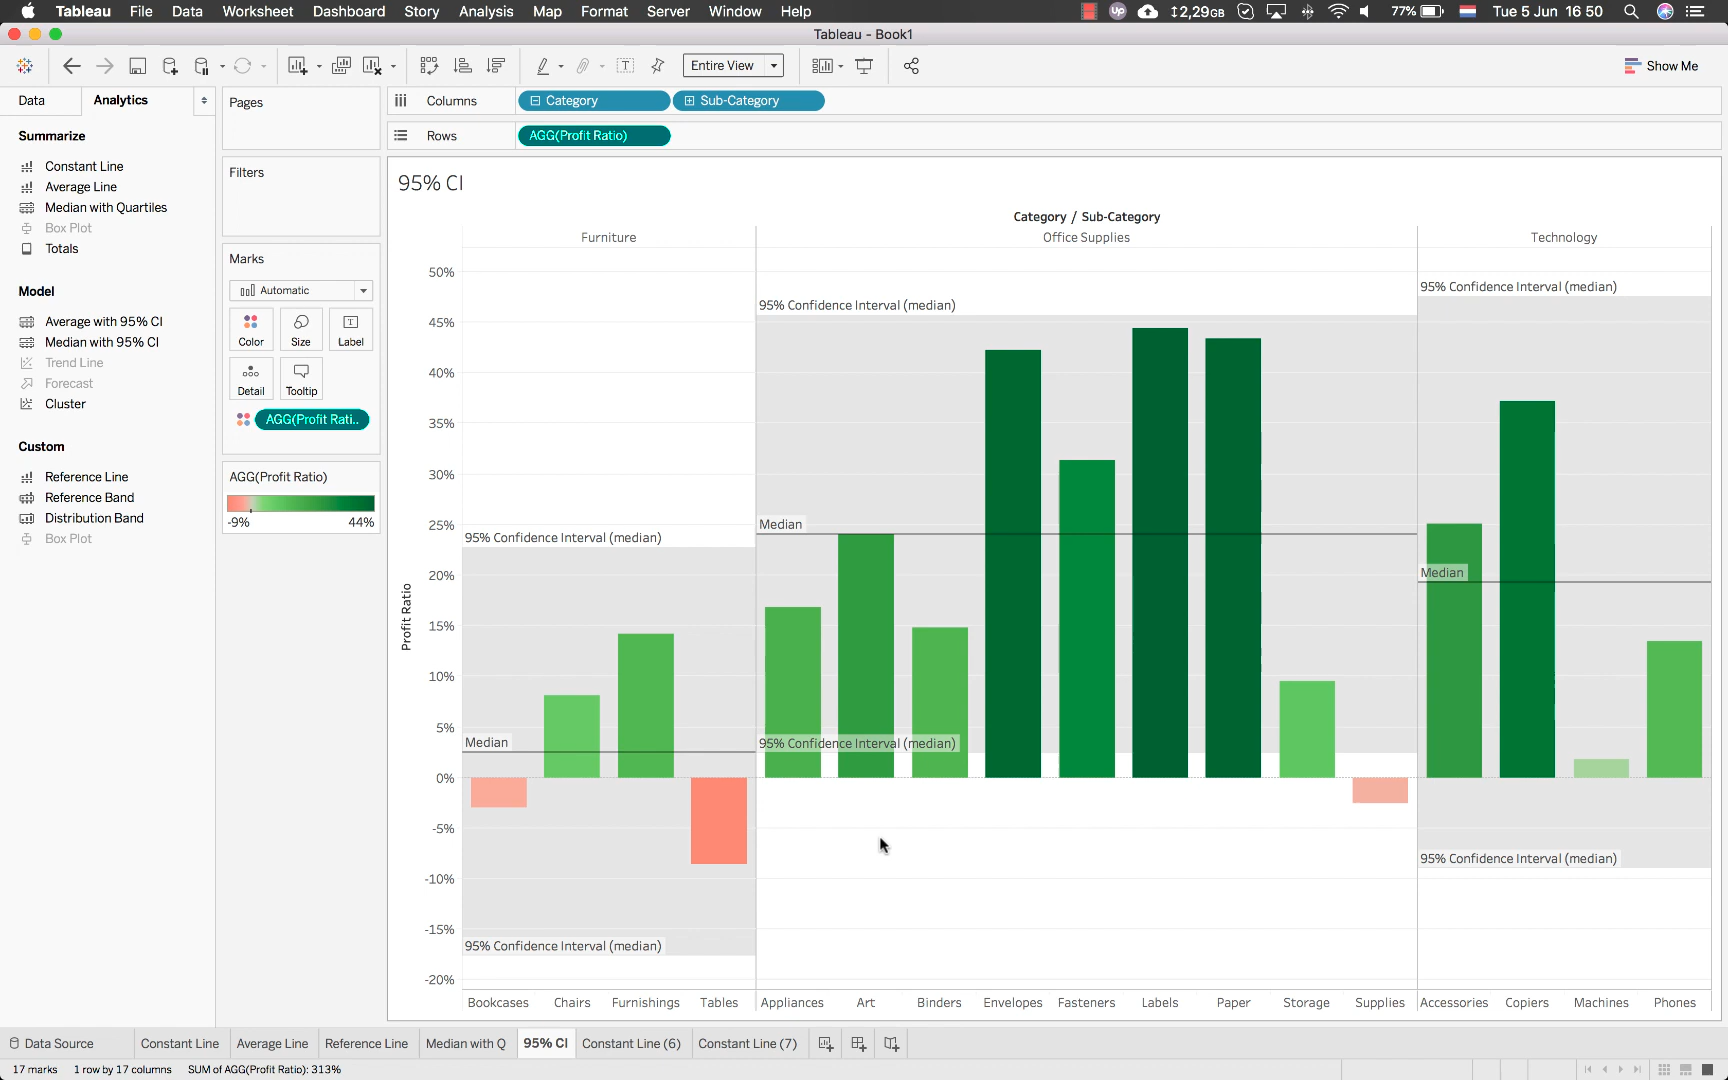 Tableau File Data Worksheet Dashboard Story Analysis Map Format Server Window Help Up 2,29GB 77% Tue 5 Jun 16 50
Tableau - Book1
Entire View Show Me
Data Analytics
Summarize
Constant Line
Average Line
Median with Quartiles
Box Plot
Totals
Model
Average with 95% CI
Median with 95% CI
Trend Line
Forecast
Cluster
Custom
Reference Line
Reference Band
Distribution Band
Box Plot
Pages
Filters
Marks
Automatic
Color Size Label
Detail Tooltip
AGG(Profit Rati..
AGG(Profit Ratio)
-9% 44%
Columns Category Sub-Category
Rows AGG(Profit Ratio)
95% CI
Category / Sub-Category
Furniture Office Supplies Technology
Profit Ratio
50%
45%
40%
35%
30%
25%
20%
15%
10%
5%
0%
-5%
-10%
-15%
-20%
95% Confidence Interval (median)
Median
95% Confidence Interval (median)
95% Confidence Interval (median)
Median
95% Confidence Interval (median)
95% Confidence Interval (median)
Median
95% Confidence Interval (median)
Bookcases Chairs Furnishings Tables Appliances Art Binders Envelopes Fasteners Labels Paper Storage Supplies Accessories Copiers Machines Phones
Data Source Constant Line Average Line Reference Line Median with Q 95% CI Constant Line (6) Constant Line (7)
17 marks 1 row by 17 columns SUM of AGG(Profit Ratio): 313%